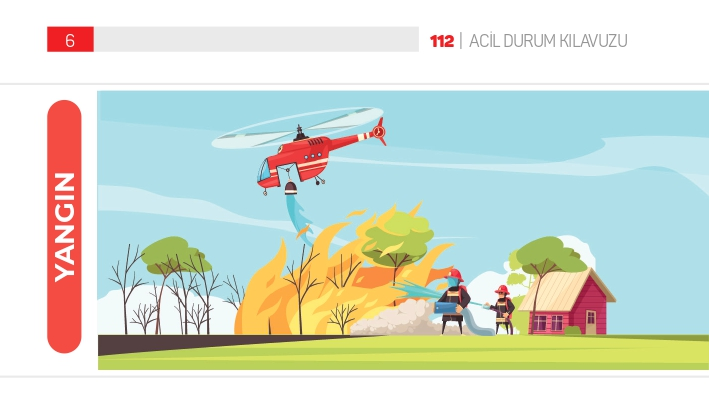 6
112 | ACİL DURUM KILAVUZU
YANGIN